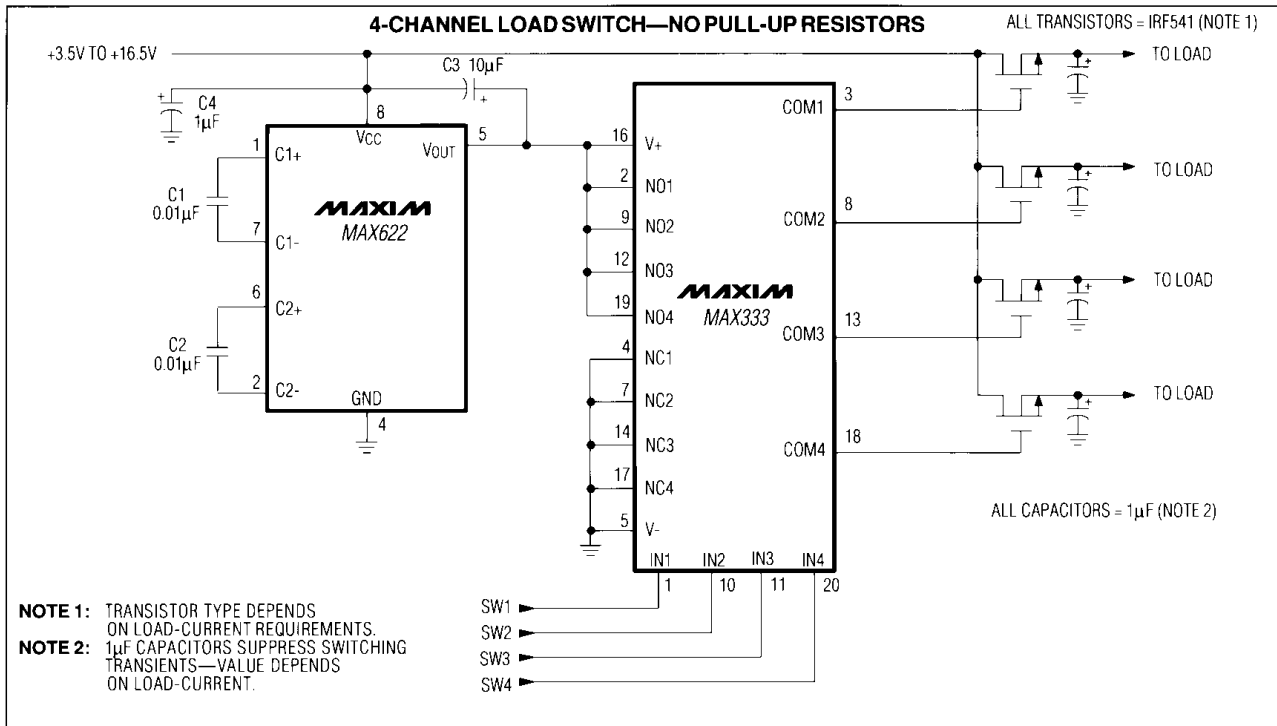 4-CHANNEL LOAD SWITCH—NO PULL-UP RESISTORS
ALL TRANSISTORS = IRF541 (NOTE 1)
+3.5V TO +16.5V
TO LOAD
C3 10µF
+
+
C4
1µF
8
VCC
VOUT
5
1
C1+
C1
0.01µF
7
C1-
MAXIM
MAX622
6
C2+
C2
0.01µF
2
C2-
GND
4
16
V+
2
NO1
9
NO2
12
NO3
19
NO4
4
NC1
7
NC2
14
NC3
17
NC4
5
V-
MAXIM
MAX333
COM1
3
COM2
8
COM3
13
COM4
18
IN1
IN2
IN3
IN4
1
10
11
20
+
+
TO LOAD
+
TO LOAD
+
TO LOAD
ALL CAPACITORS = 1µF (NOTE 2)
SW1
SW2
SW3
SW4
NOTE 1: TRANSISTOR TYPE DEPENDS
ON LOAD-CURRENT REQUIREMENTS.
NOTE 2: 1µF CAPACITORS SUPPRESS SWITCHING
TRANSIENTS—VALUE DEPENDS
ON LOAD-CURRENT.